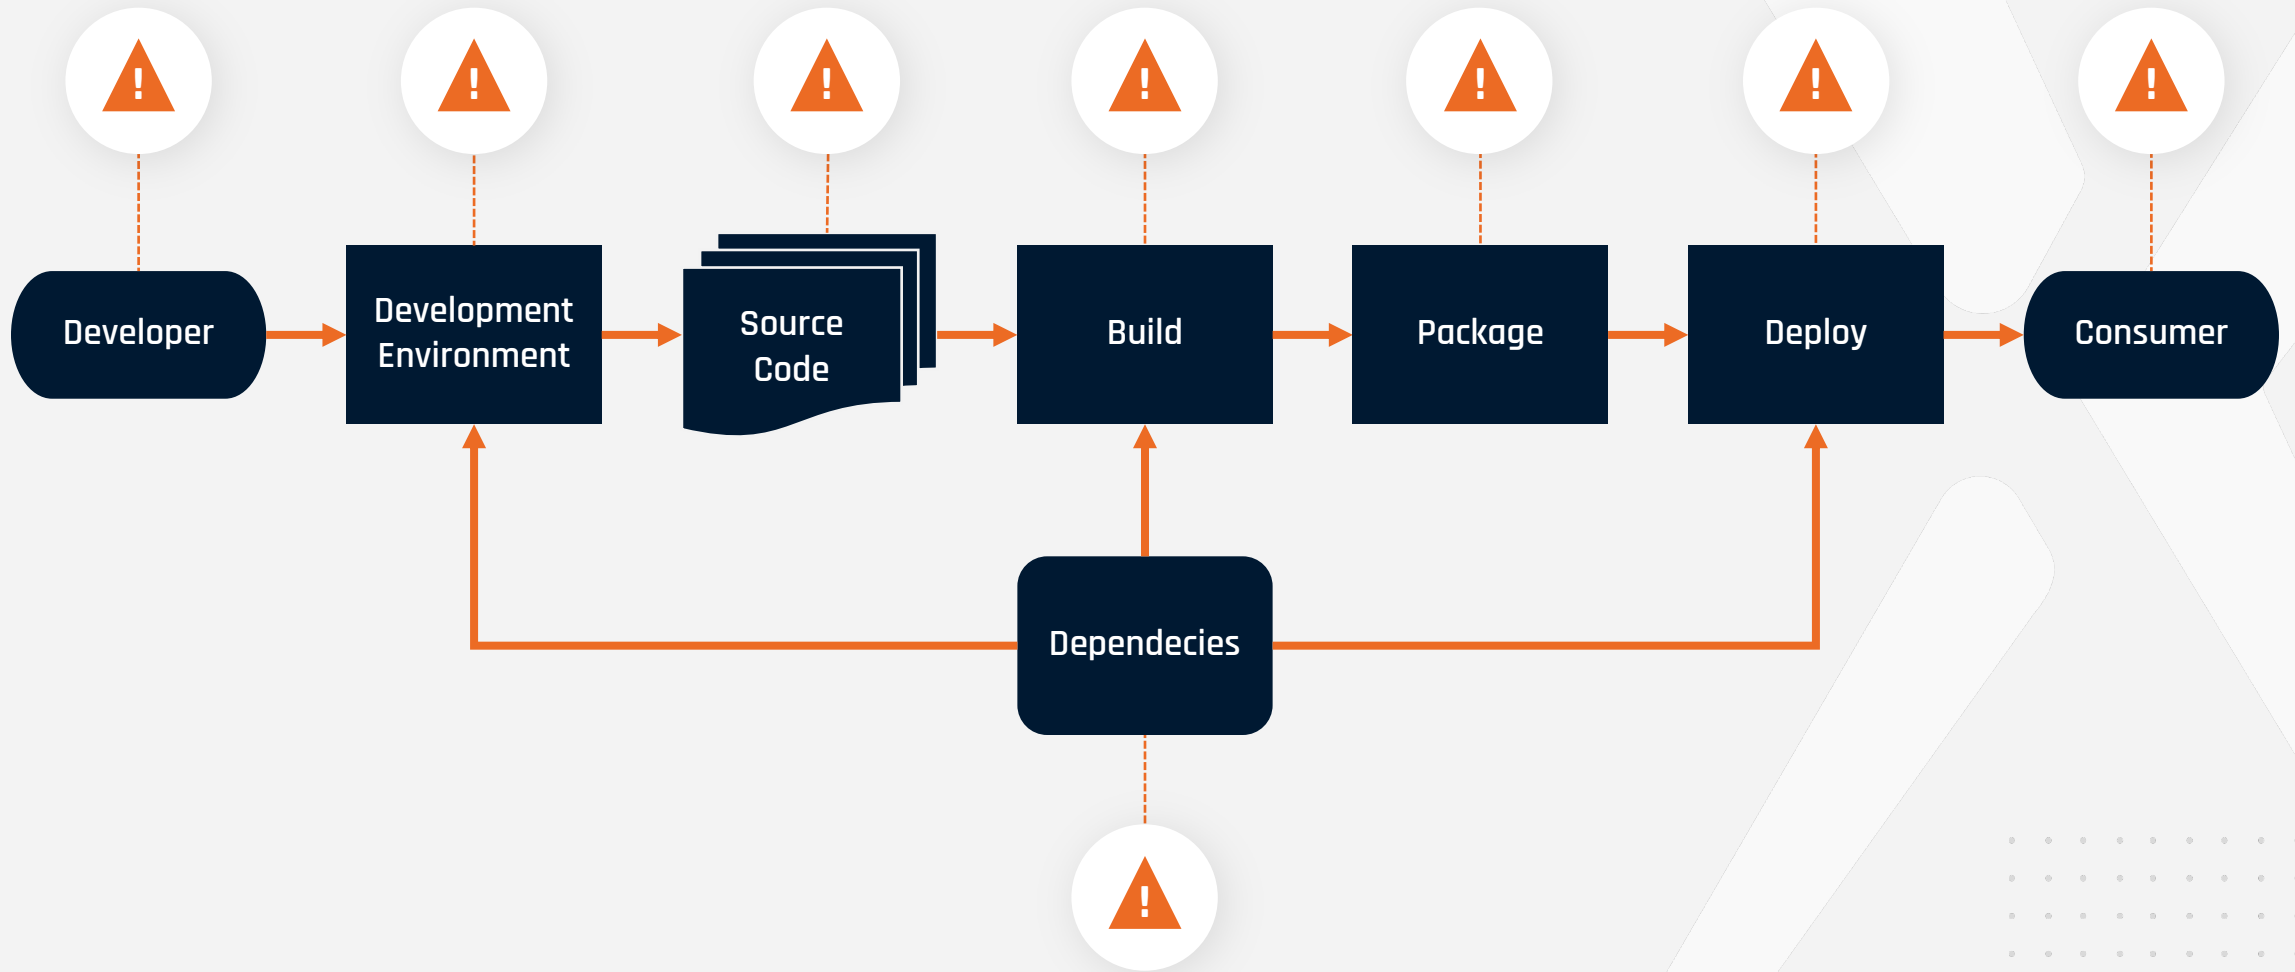 !
!
!
!
!
!
!
Developer
Development
Environment
Source
Code
Build
Package
Deploy
Consumer
Dependecies
!